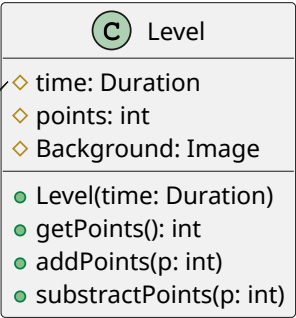 C Level
time: Duration
points: int
Background: Image
Level(time: Duration)
getPoints(): int
addPoints(p: int)
substractPoints(p: int)